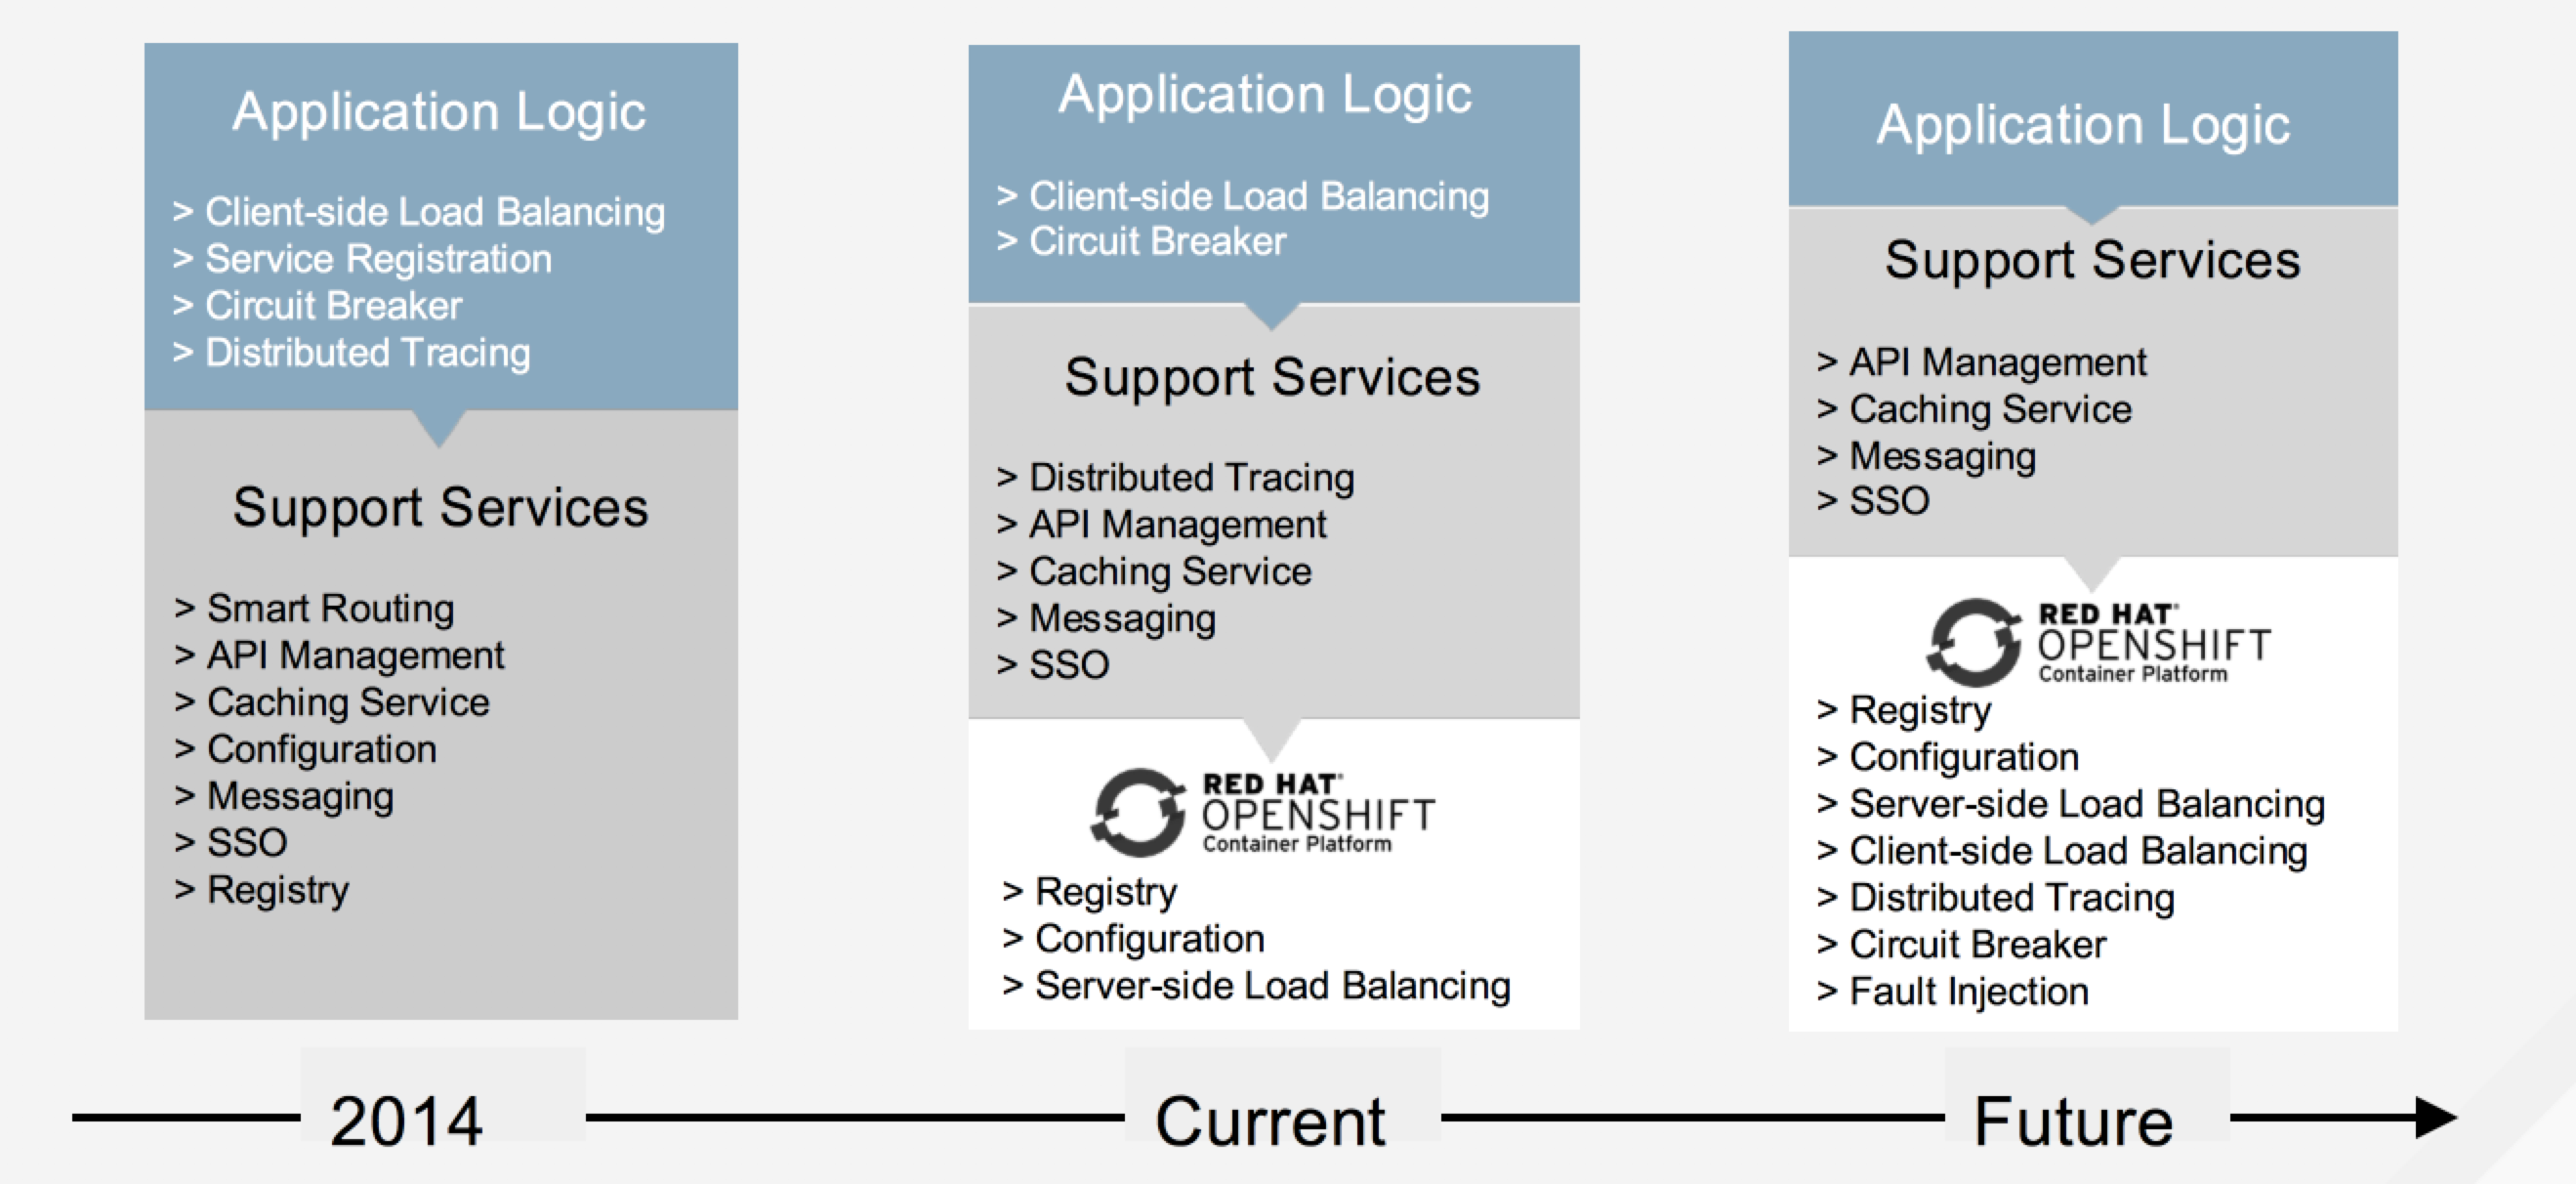 Application Logic
> Client-side Load Balancing
> Service Registration
> Circuit Breaker
> Distributed Tracing
Support Services
> Smart Routing
> API Management
> Caching Service
> Configuration
> Messaging
> SSO
> Registry
2014
Application Logic
> Client-side Load Balancing
> Circuit Breaker
Support Services
> Distributed Tracing
> API Management
> Caching Service
> Messaging
> SSO
RED HAT®
OPENSHIFT
Container Platform
> Registry
> Configuration
> Server-side Load Balancing
Current
Application Logic
Support Services
> API Management
> Caching Service
> Messaging
> SSO
RED HAT®
OPENSHIFT
Container Platform
> Registry
> Configuration
> Server-side Load Balancing
> Client-side Load Balancing
> Distributed Tracing
> Circuit Breaker
> Fault Injection
Future